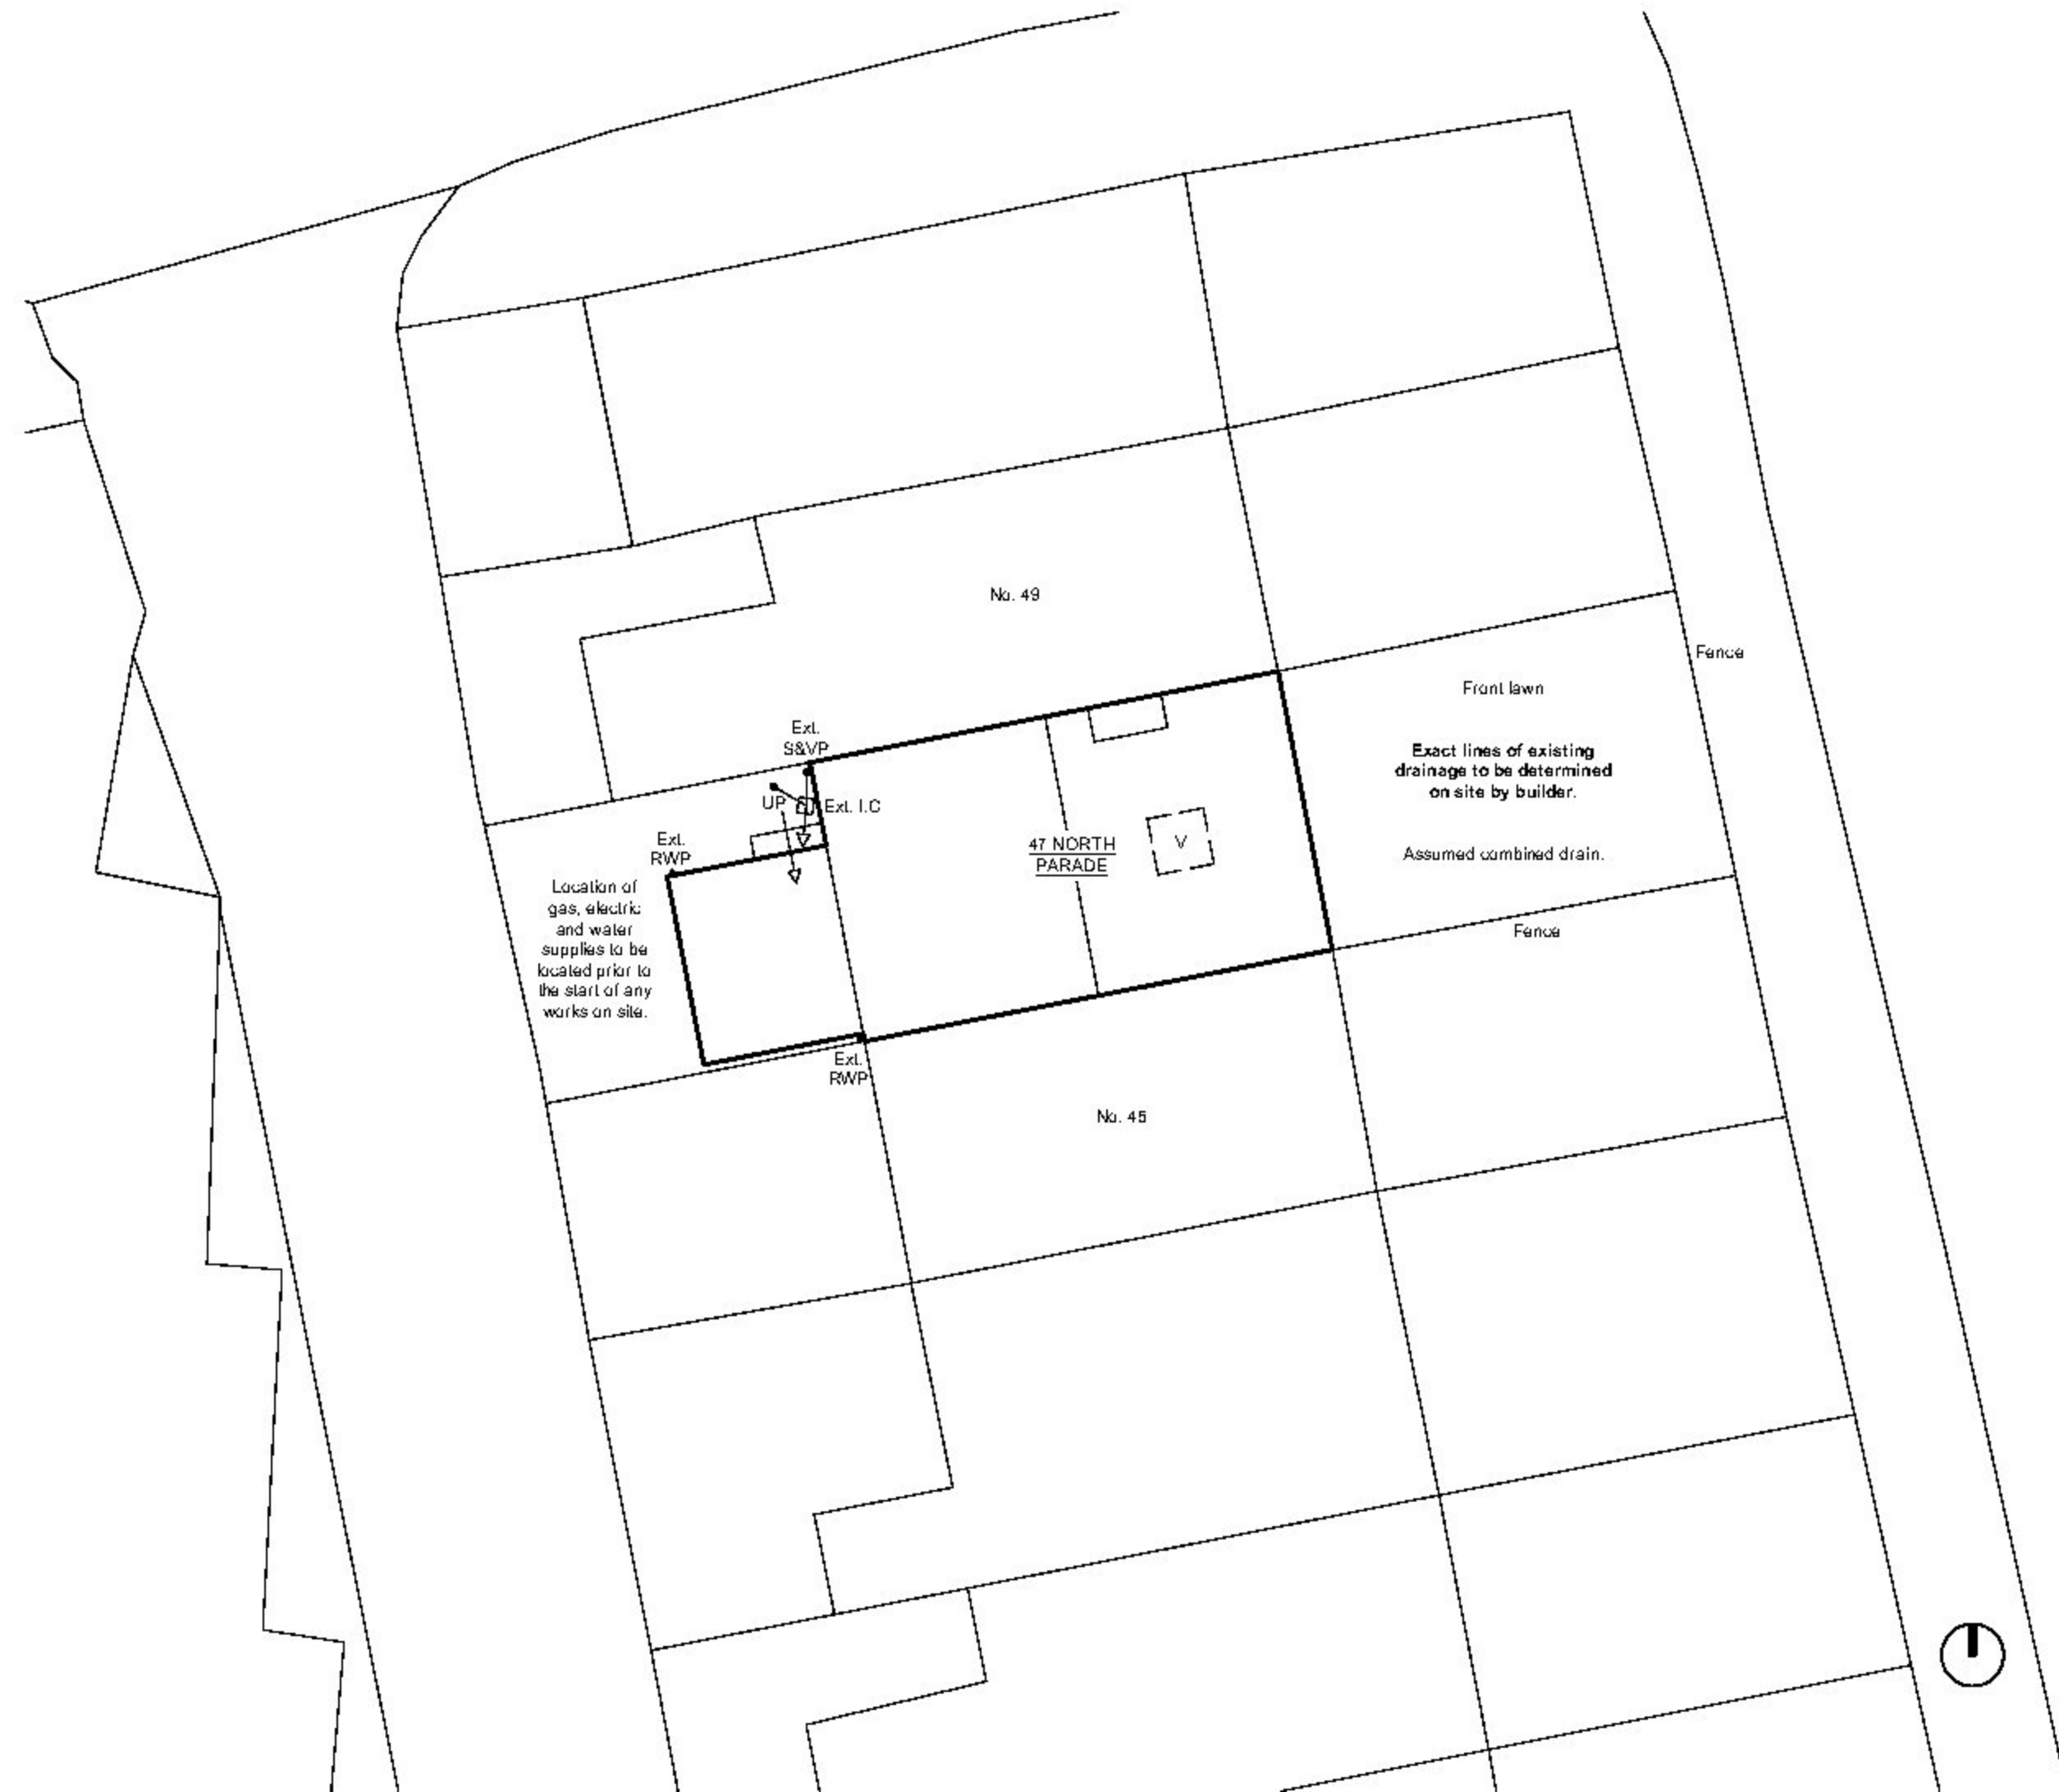 No. 49
Fence
Front lawn
Ext.
S&VP
Exact lines of existing
drainage to be determined
on site by builder.
UP
Ext. I.C
Ext.
RWP
47 NORTH
PARADE
V
Assumed combined drain.
Location of
gas, electric
and water
supplies to be
located prior to
the start of any
works on site.
Fence
Ext.
RWP
No. 45